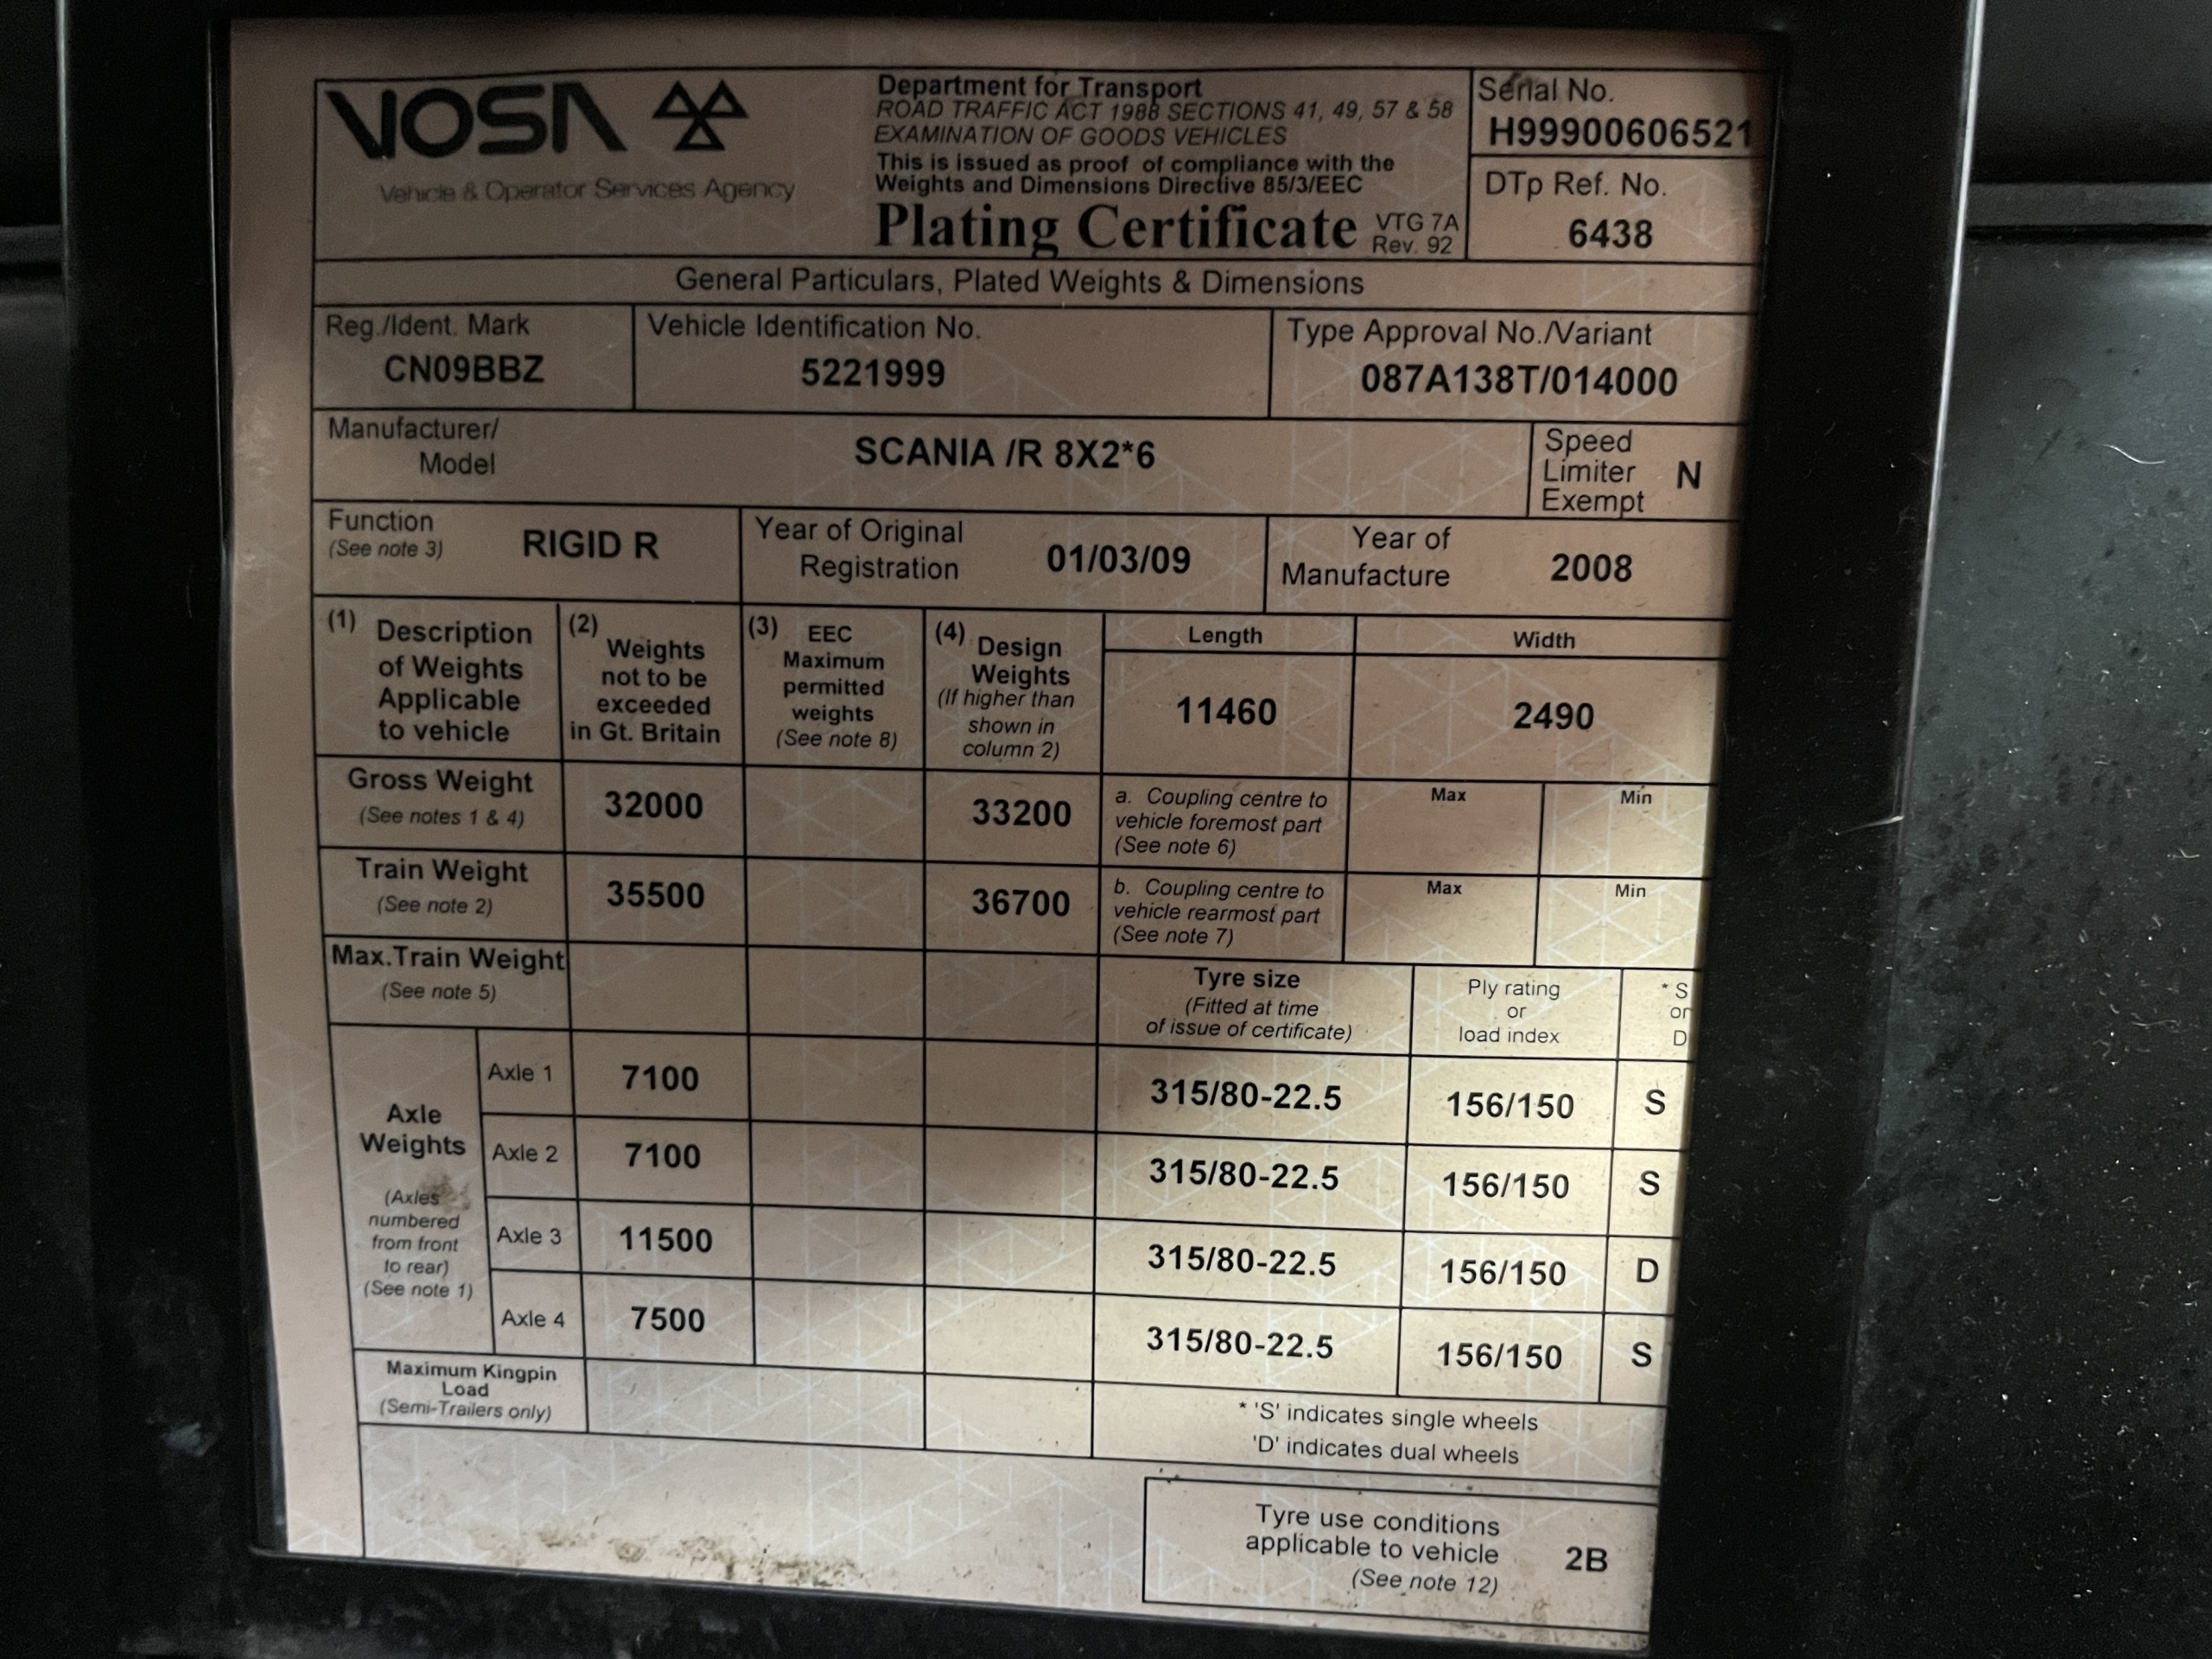 VOSA
Vehicle & Operator Services Agency
Department for Transport
ROAD TRAFFIC ACT 1988 SECTIONS 41, 49, 57 & 58
EXAMINATION OF GOODS VEHICLES
This is issued as proof of compliance with the
Weights and Dimensions Directive 85/3/EEC
Plating Certificate
VTG 7A
Rev. 92
Serial No.
H99900606521
DTp Ref. No.
6438
General Particulars, Plated Weights & Dimensions
Reg./Ident. Mark
CN09BBZ
Vehicle Identification No.
5221999
Type Approval No./Variant
087A138T/014000
Manufacturer/
Model
SCANIA /R 8X2*6
Speed
Limiter
Exempt
N
Function
(See note 3)
RIGID R
Year of Original
Registration
01/03/09
Year of
Manufacture
2008
(1)
Description
of Weights
Applicable
to vehicle
(2)
Weights
not to be
exceeded
in Gt. Britain
(3)
EEC
Maximum
permitted
weights
(See note 8)
(4)
Design
Weights
(If higher than
shown in
column 2)
Length
11460
Width
2490
Gross Weight
(See notes 1 & 4)
32000
33200
a. Coupling centre to
vehicle foremost part
(See note 6)
Max
Min
Train Weight
(See note 2)
35500
36700
b. Coupling centre to
vehicle rearmost part
(See note 7)
Max
Min
Max.Train Weight
(See note 5)
Tyre size
(Fitted at time
of issue of certificate)
Ply rating
or
load index
* S
or
D
Axle
Weights
(Axles
numbered
from front
to rear)
(See note 1)
Axle 1
7100
315/80-22.5
156/150
S
Axle 2
7100
315/80-22.5
156/150
S
Axle 3
11500
315/80-22.5
156/150
D
Axle 4
7500
315/80-22.5
156/150
S
Maximum Kingpin
Load
(Semi-Trailers only)
* 'S' indicates single wheels
'D' indicates dual wheels
Tyre use conditions
applicable to vehicle
(See note 12)
2B